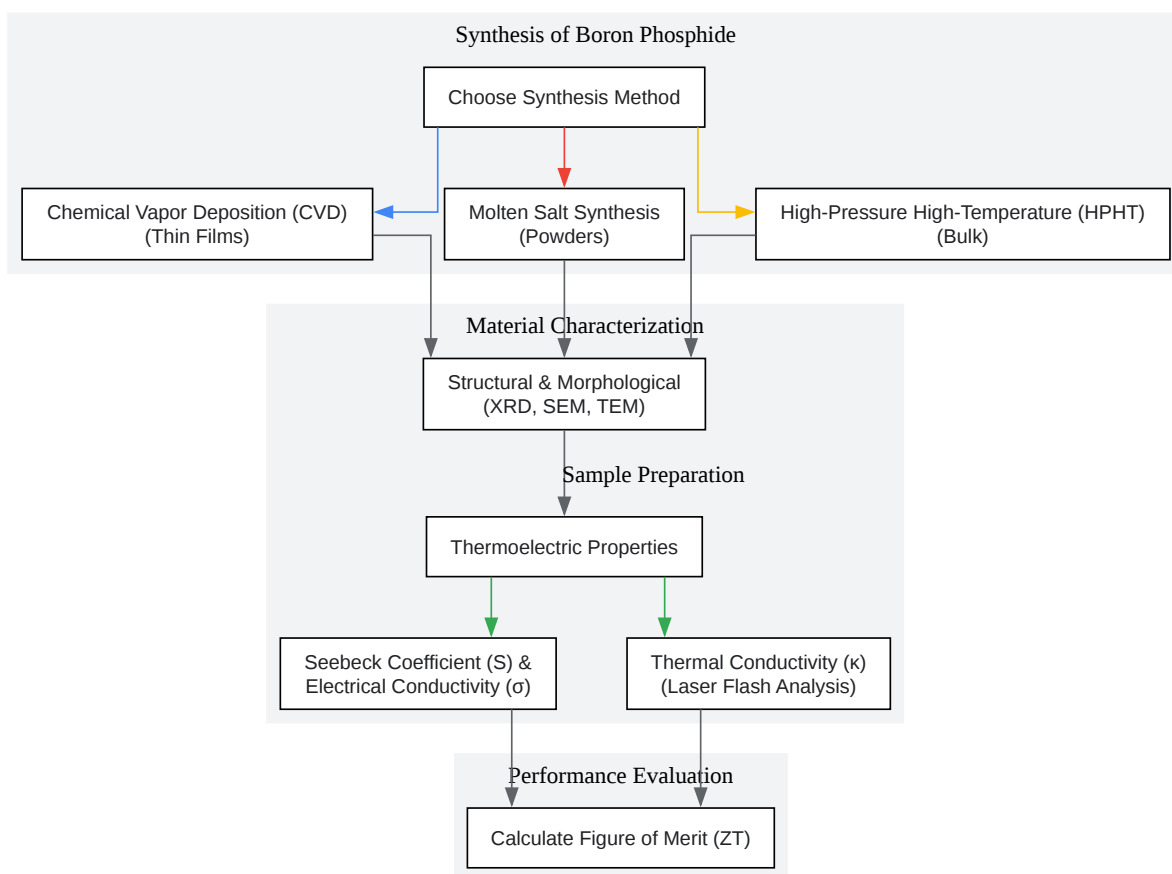 Synthesis of Boron Phosphide
Choose Synthesis Method
Chemical Vapor Deposition (CVD)
(Thin Films)
Molten Salt Synthesis
(Powders)
High-Pressure High-Temperature (HPHT)
(Bulk)
Material Characterization
Structural & Morphological
(XRD, SEM, TEM)
Sample Preparation
Thermoelectric Properties
Seebeck Coefficient (S) &
Electrical Conductivity (σ)
Thermal Conductivity (κ)
(Laser Flash Analysis)
Performance Evaluation
Calculate Figure of Merit (ZT)